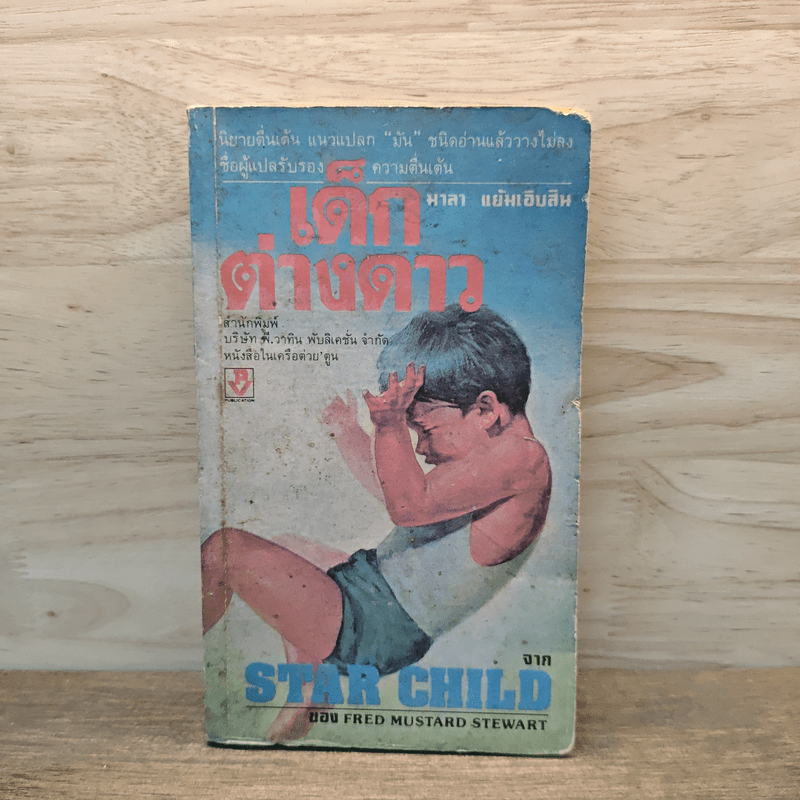 นิยายตื่นเต้น แนวแปลก “มัน” ชนิดอ่านแล้ววางไม่ลง
ชื่อผู้แปลรับรอง ความตื่นเต้น
เด็ก
มาลา แย้มเอิบสิน
ต่างดาว
สำนักพิมพ์
บริษัท พี.วาทิน พับลิเคชั่น จำกัด
หนังสือในเครือต่วย'ตูน
PUBLICATION
จาก
STAR CHILD
ของ FRED MUSTARD STEWART